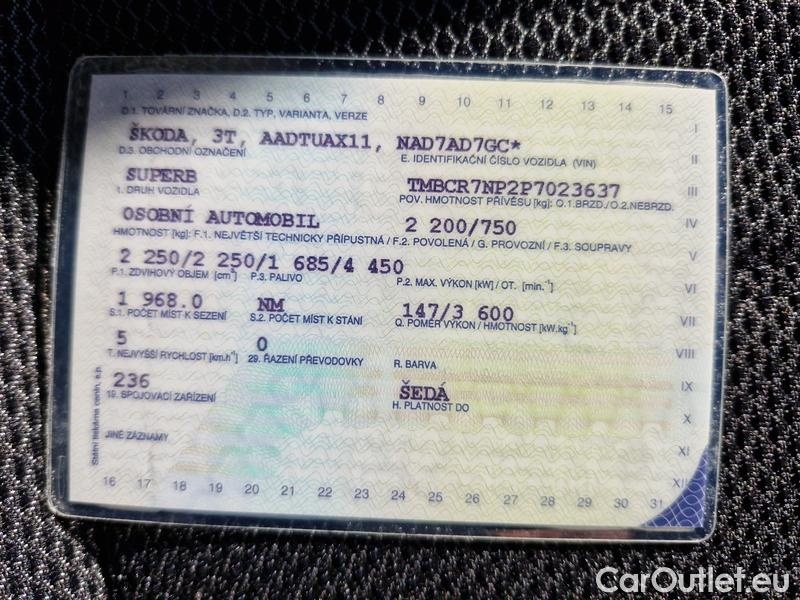 1 2 3 4 5 6 7 8 9 10 11 12 13 14 15
D.1. TOVÁRNÍ ZNAČKA, D.2. TYP, VARIANTA, VERZE
I
ŠKODA, 3T, AADTUAX11, NAD7AD7GC*
D.3. OBCHODNÍ OZNAČENÍ E. IDENTIFIKAČNÍ ČÍSLO VOZIDLA (VIN)
II
SUPERB TMBCR7NP2P7023637
III
1. DRUH VOZIDLA POV. HMOTNOST PŘÍVĚSU [kg]: O.1 BRZD./O.2 NEBRZD.
OSOBNÍ AUTOMOBIL 2 200/750
IV
HMOTNOST [kg]: F.1. NEJVĚTŠÍ TECHNICKY PŘÍPUSTNÁ / F.2. POVOLENÁ / G. PROVOZNÍ / F.3. SOUPRAVY
2 250/2 250/1 685/4 450
V
P.1. ZDVIHOVÝ OBJEM [cm³] P.3. PALIVO P.2. MAX. VÝKON [kW] / OT. [min.⁻¹]
VI
1 968.0 NM 147/3 600
S.1. POČET MÍST K SEZENÍ S.2. POČET MÍST K STÁNÍ Q. POMĚR VÝKON / HMOTNOST [kW.kg⁻¹]
VII
5 0
VIII
T. NEJVYŠŠÍ RYCHLOST [km.h⁻¹] 29. ŘAZENÍ PŘEVODOVKY R. BARVA
236 ŠEDÁ
IX
19. SPOJOVACÍ ZAŘÍZENÍ H. PLATNOST DO
X
JINÉ ZÁZNAMY
XI
XII
Státní tiskárna cenin, s.p.
16 17 18 19 20 21 22 23 24 25 26 27 28 29 30 31
CarOutlet.eu